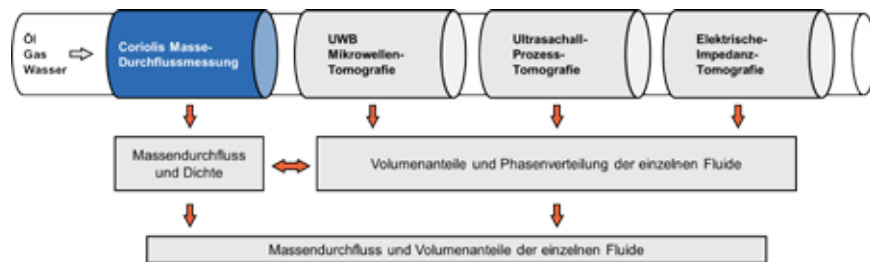 Öl
Gas
Wasser
Coriolis Masse-
Durchflussmessung
UWB
Mikrowellen-
Tomografie
Ultrasachall-
Prozess-
Tomografie
Elektrische-
Impedanz-
Tomografie
Massendurchfluss
und Dichte
Volumenanteile und Phasenverteilung der einzelnen Fluide
Massendurchfluss und Volumenanteile der einzelnen Fluide